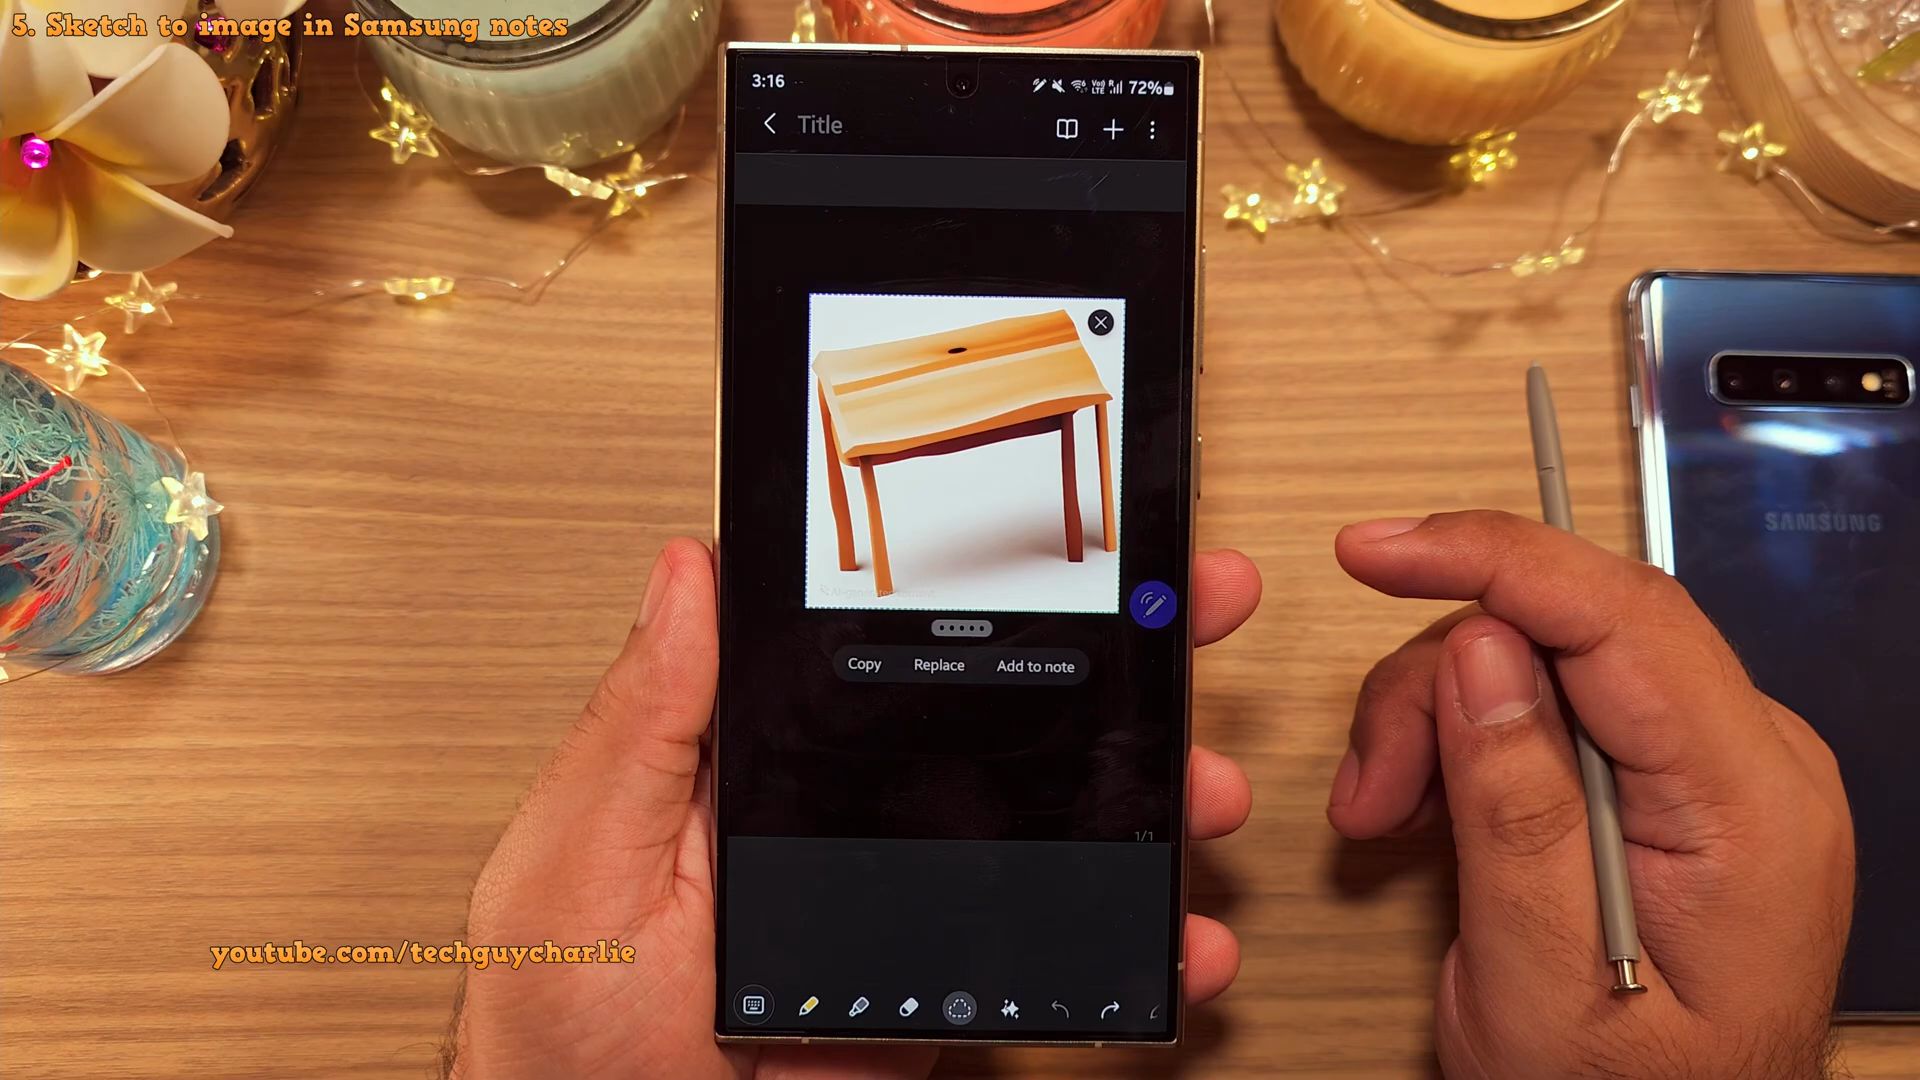 5. Sketch to image in Samsung notes
3:16
72%
Title
Copy Replace Add to note
1/1
SAMSUNG
youtube.com/techguycharlie